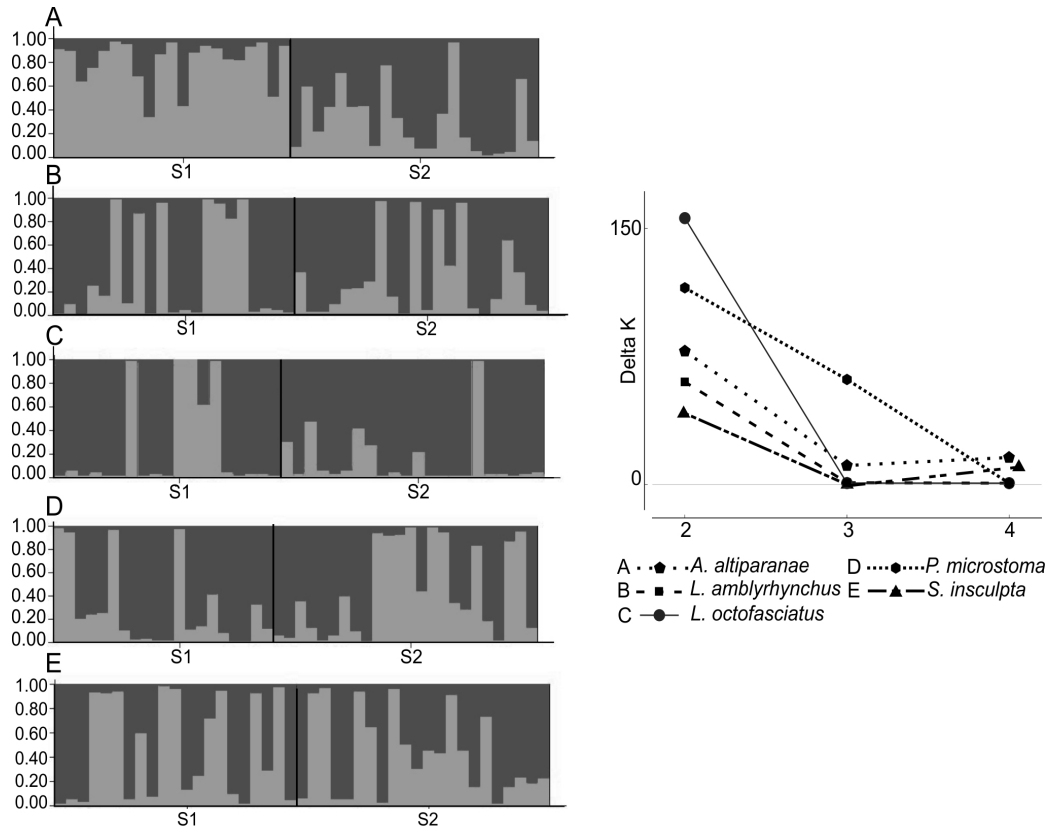 A
1.00
0.80
0.60
0.40
0.20
0.00
S1 S2
B
1.00
0.80
0.60
0.40
0.20
0.00
S1 S2
C
1.00
0.80
0.60
0.40
0.20
0.00
S1 S2
D
1.00
0.80
0.60
0.40
0.20
0.00
S1 S2
E
1.00
0.80
0.60
0.40
0.20
0.00
S1 S2
Delta K
150
0
2 3 4
A A. altiparanae
B L. amblyrhynchus
C L. octofasciatus
D P. microstoma
E S. insculpta